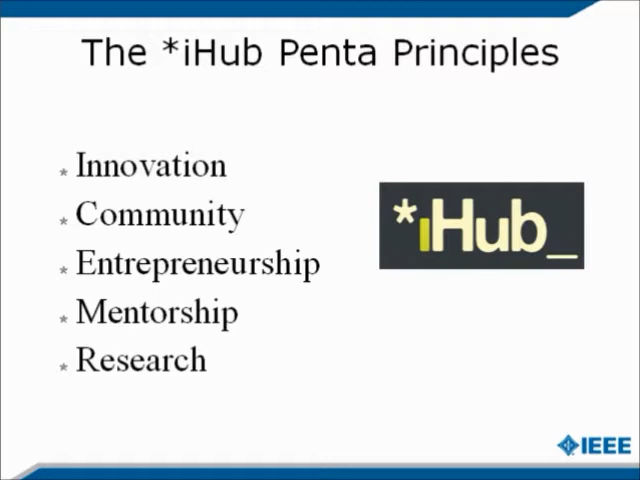 The *iHub Penta Principles
* Innovation
* Community
* Entrepreneurship
* Mentorship
* Research
*iHub_
IEEE